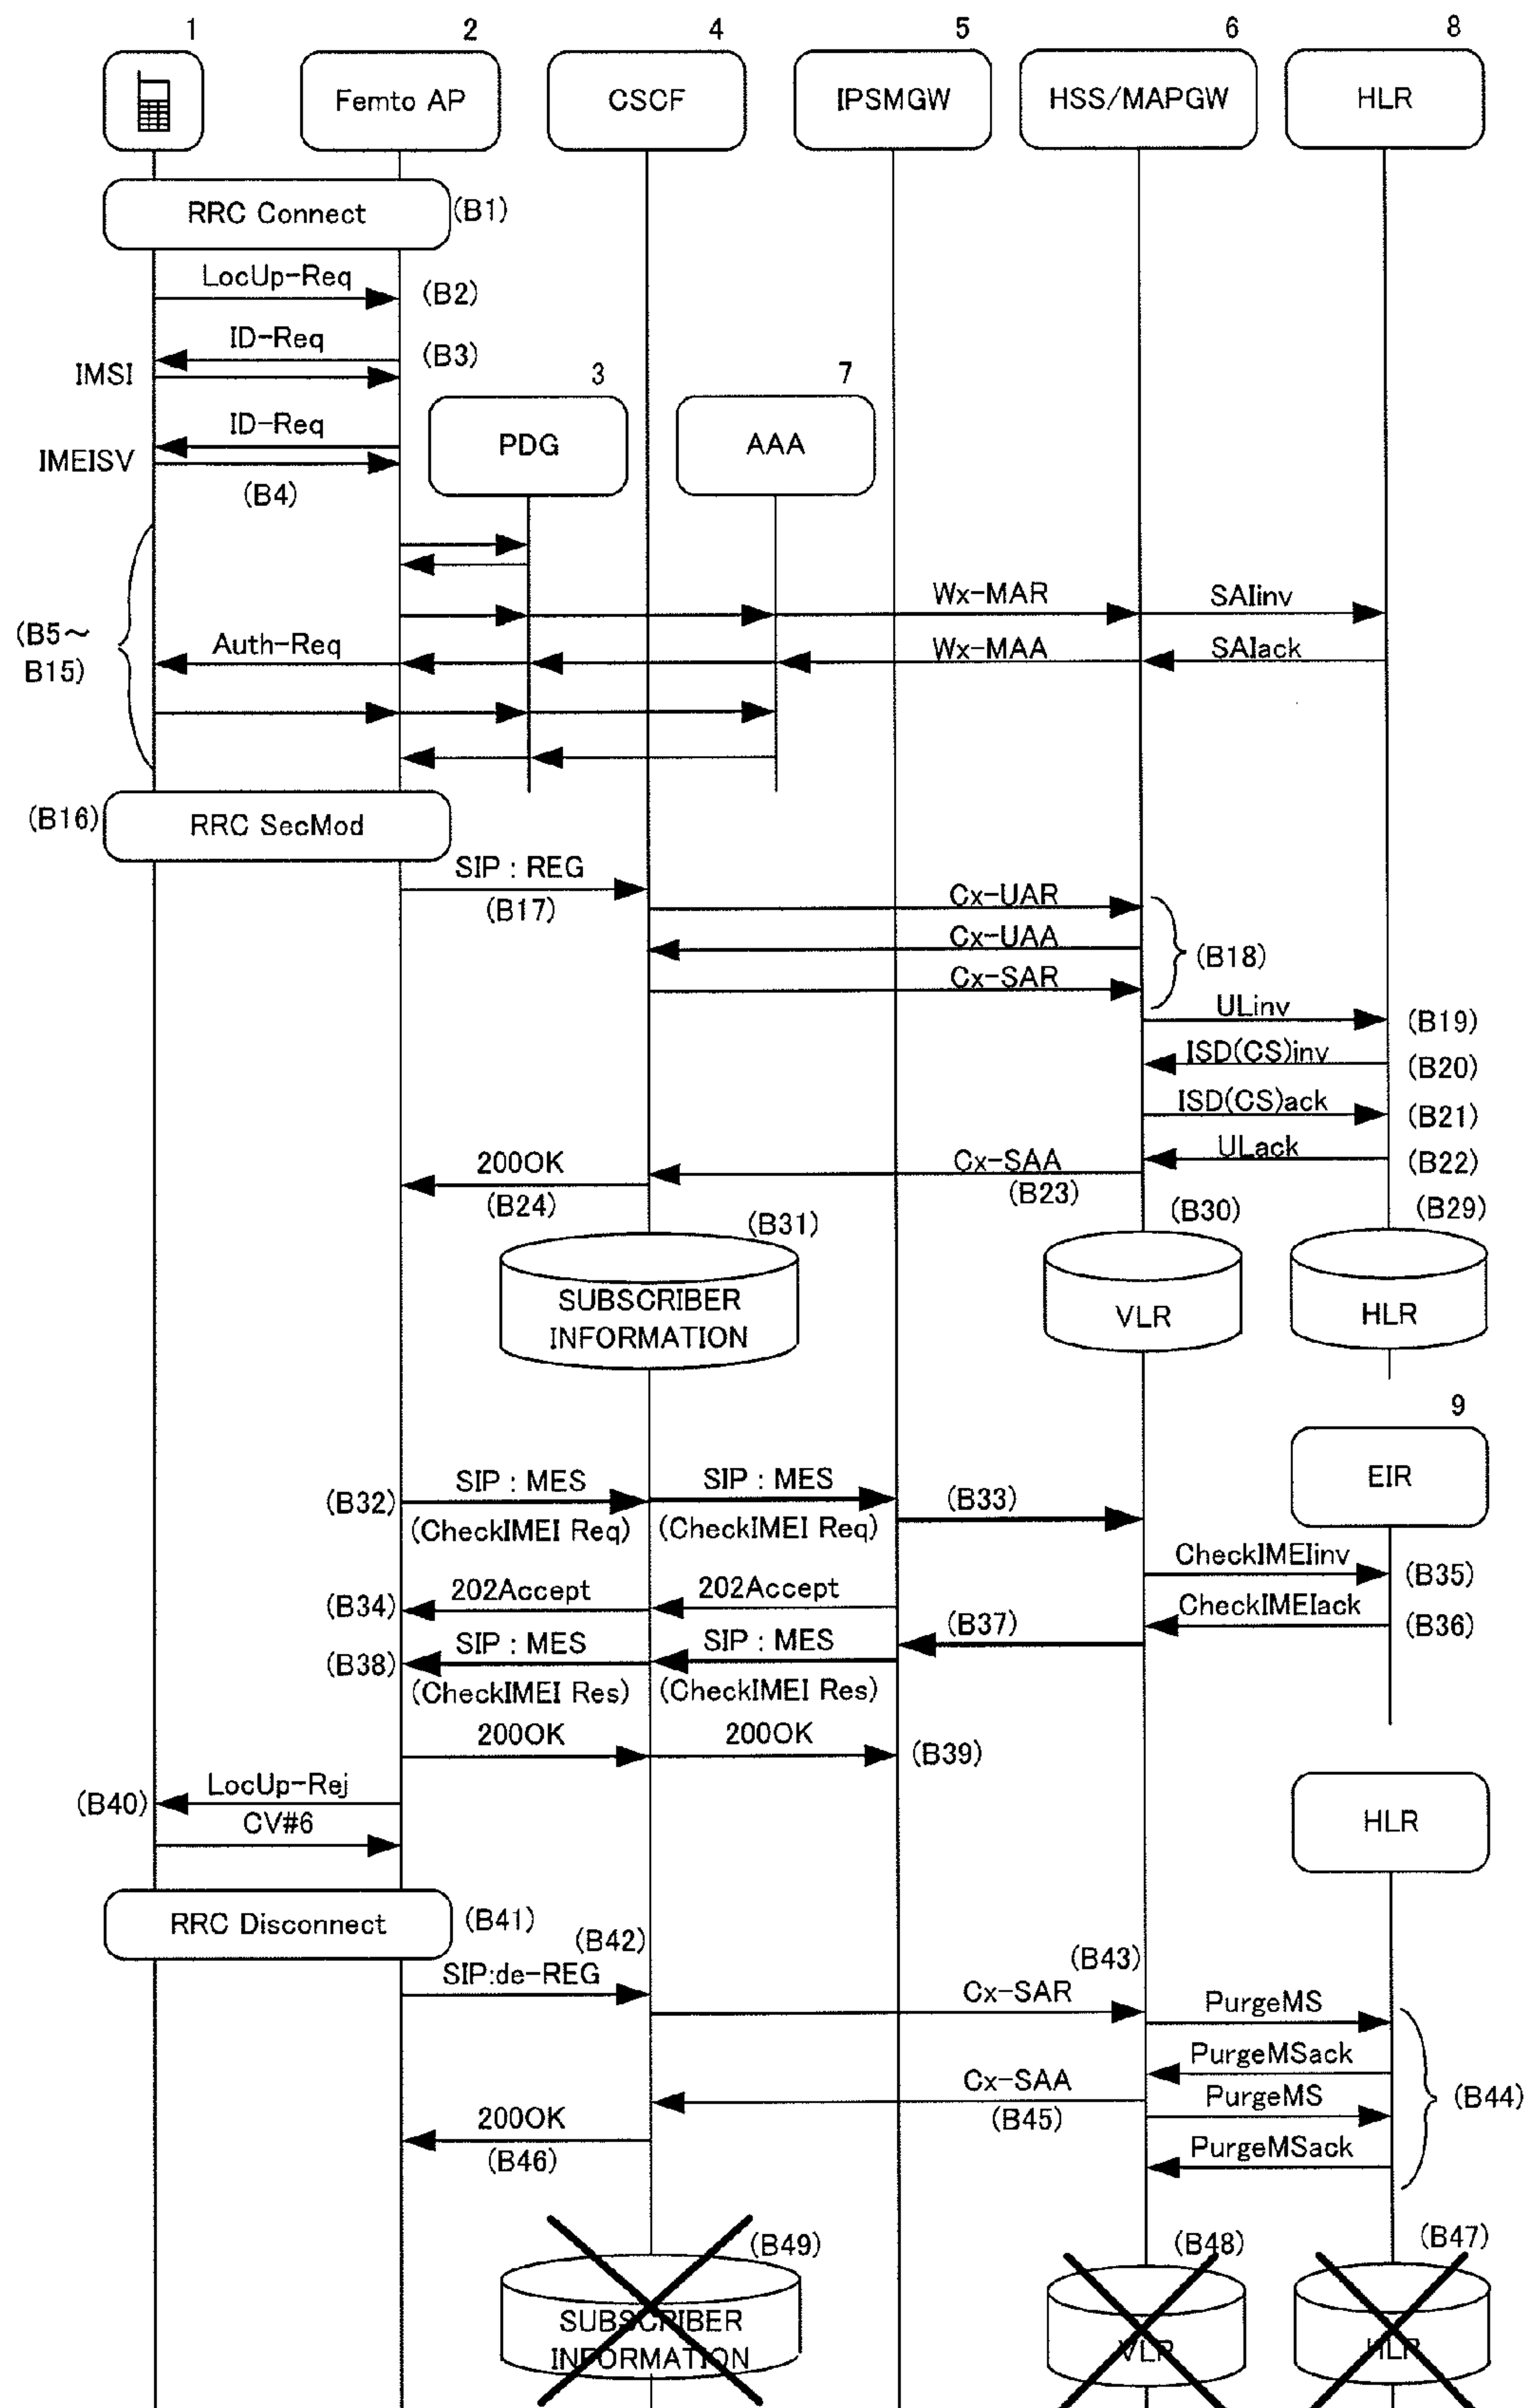 1
2
4
5
6
8
Femto AP
CSCF
IPSMGW
HSS/MAPGW
HLR
RRC Connect
(B1)
LocUp-Req
(B2)
ID-Req
(B3)
IMSI
3
7
ID-Req
IMEISV
(B4)
PDG
AAA
Wx-MAR
SAIinv
(B5～
B15)
Auth-Req
Wx-MAA
SAIack
(B16)
RRC SecMod
SIP : REG
(B17)
Cx-UAR
Cx-UAA
Cx-SAR
(B18)
ULinv
(B19)
ISD(CS)inv
(B20)
ISD(CS)ack
(B21)
ULack
(B22)
200OK
(B24)
Cx-SAA
(B23)
(B31)
(B30)
(B29)
SUBSCRIBER
INFORMATION
VLR
HLR
9
EIR
(B32)
SIP : MES
(CheckIMEI Req)
SIP : MES
(CheckIMEI Req)
(B33)
CheckIMEIinv
(B35)
(B34)
202Accept
202Accept
CheckIMEIack
(B36)
(B37)
(B38)
SIP : MES
(CheckIMEI Res)
SIP : MES
(CheckIMEI Res)
200OK
200OK
(B39)
(B40)
LocUp-Rej
CV#6
HLR
RRC Disconnect
(B41)
(B42)
SIP:de-REG
(B43)
Cx-SAR
PurgeMS
PurgeMSack
Cx-SAA
(B45)
PurgeMS
(B44)
200OK
(B46)
PurgeMSack
(B49)
(B48)
(B47)
SUBSCRIBER
INFORMATION
VLR
HLR